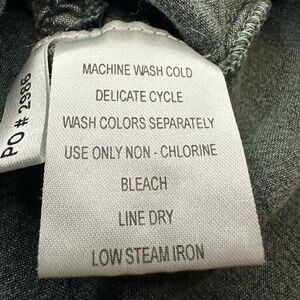 MACHINE WASH COLD
DELICATE CYCLE
WASH COLORS SEPARATELY
USE ONLY NON - CHLORINE
BLEACH
LINE DRY
LOW STEAM IRON
PO # 2986